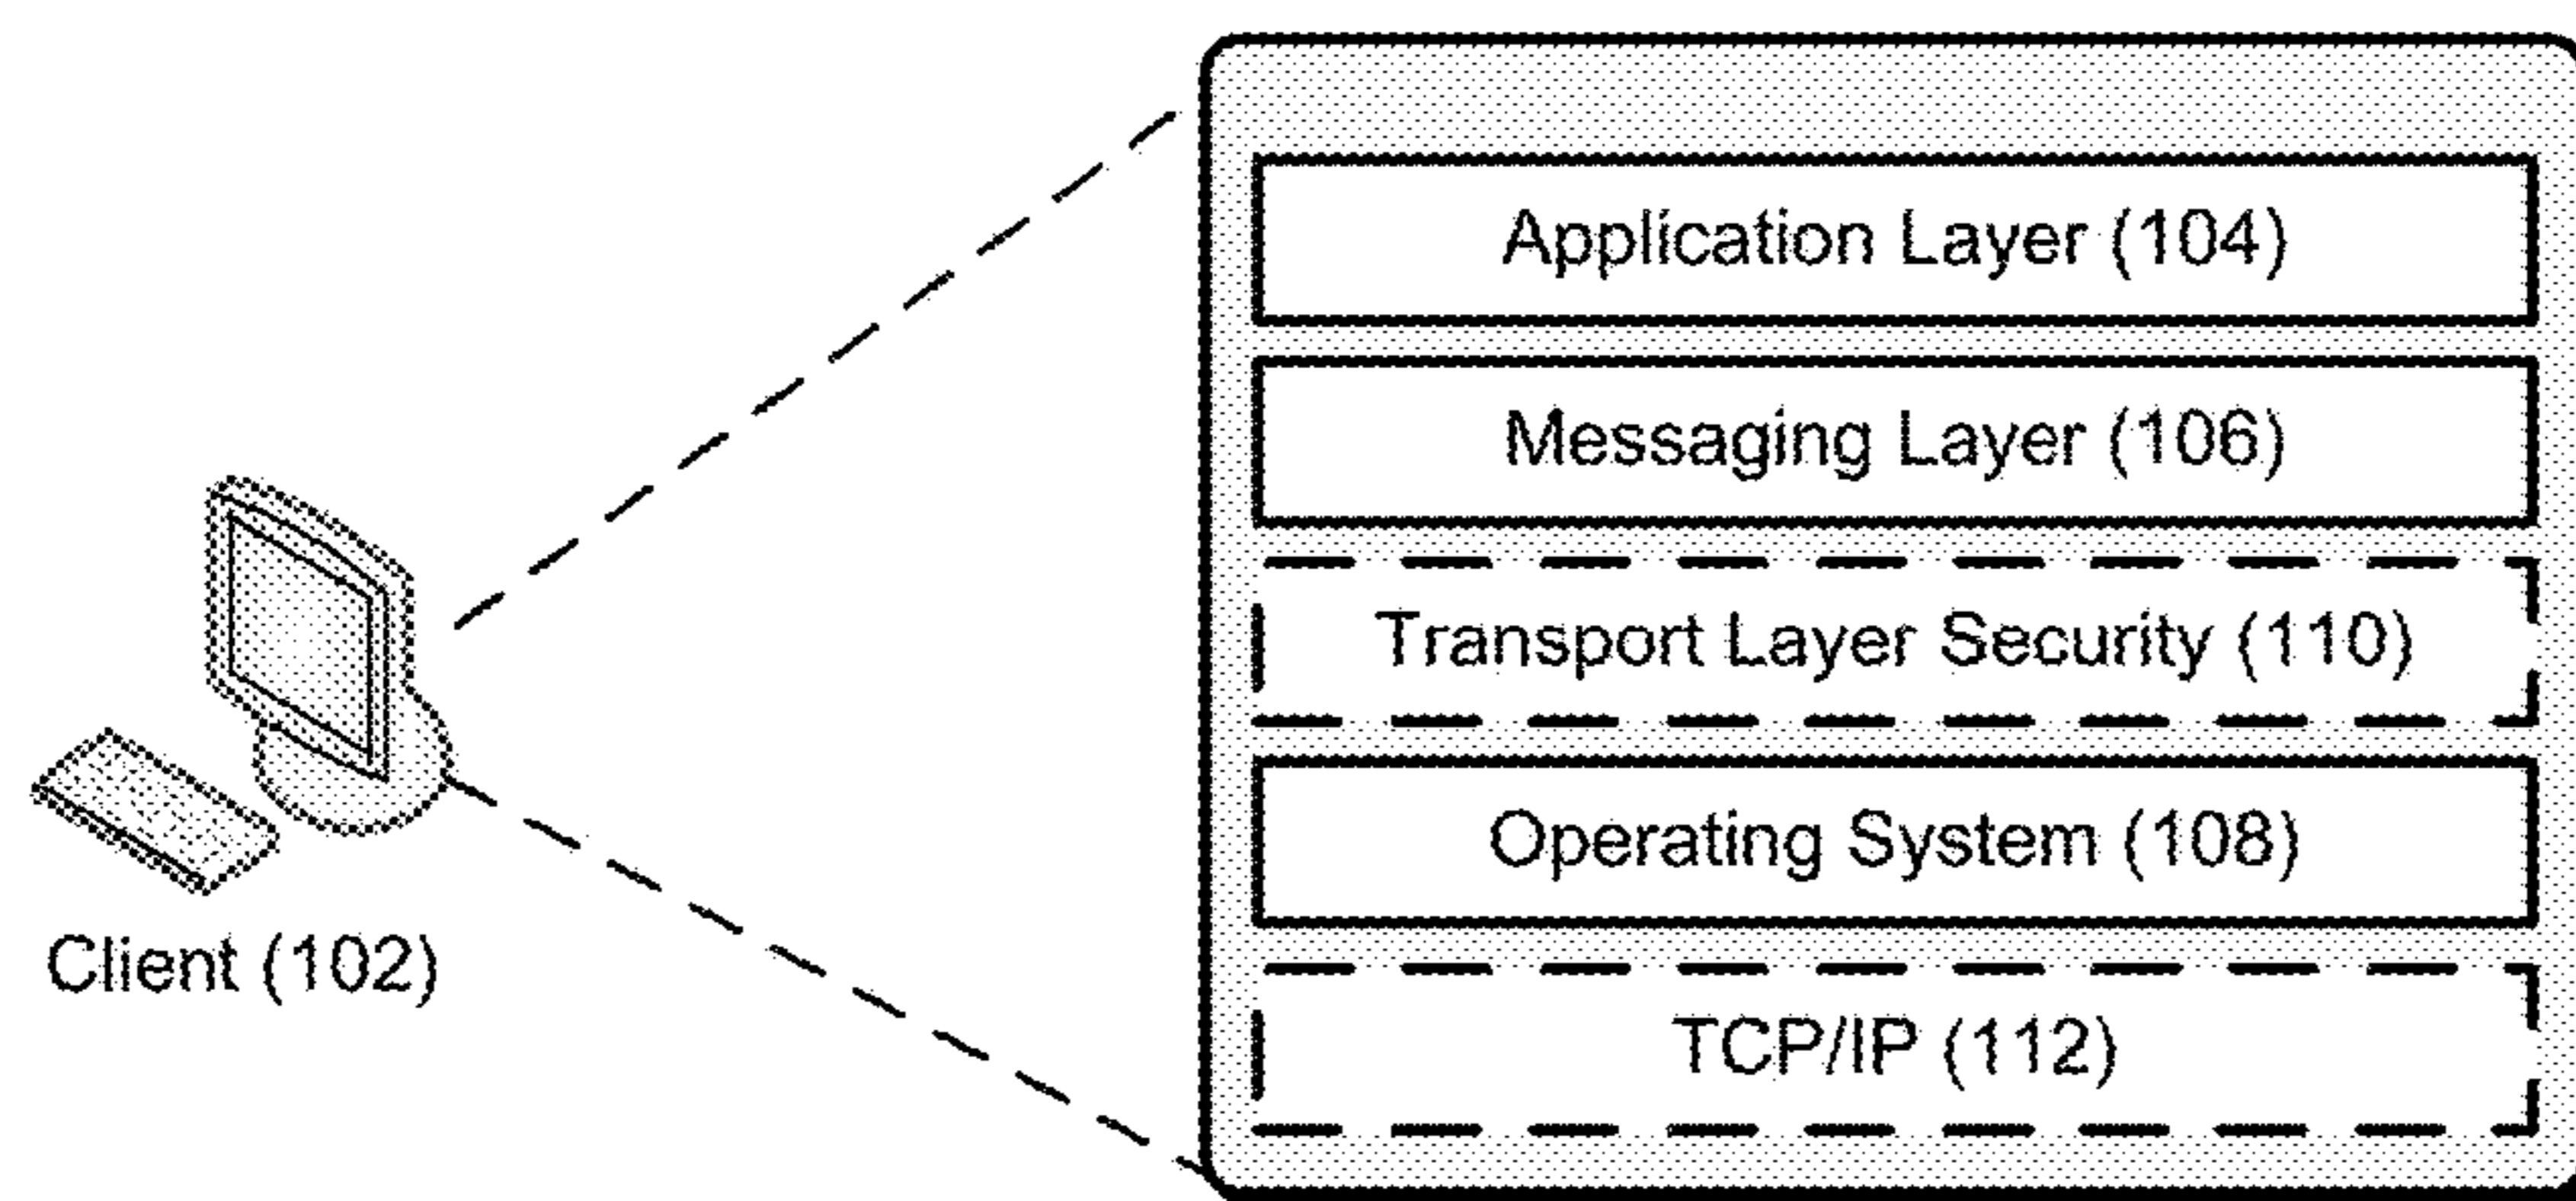 Application Layer (104)
Messaging Layer (106)
Transport Layer Security (110)
Operating System (108)
Client (102)
TCP/IP (112)